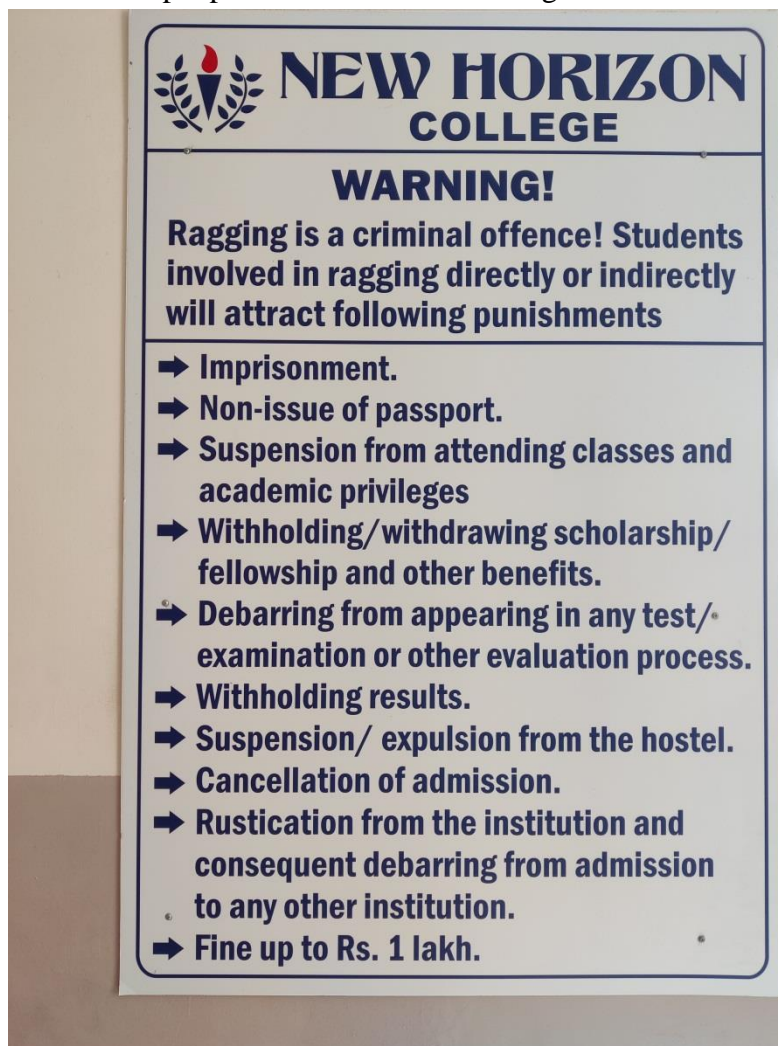 NEW HORIZON
COLLEGE
WARNING!
Ragging is a criminal offence! Students
involved in ragging directly or indirectly
will attract following punishments
➡ Imprisonment.
➡ Non-issue of passport.
➡ Suspension from attending classes and
academic privileges
➡ Withholding/withdrawing scholarship/
fellowship and other benefits.
➡ Debarring from appearing in any test/
examination or other evaluation process.
➡ Withholding results.
➡ Suspension/ expulsion from the hostel.
➡ Cancellation of admission.
➡ Rustication from the institution and
consequent debarring from admission
to any other institution.
➡ Fine up to Rs. 1 lakh.